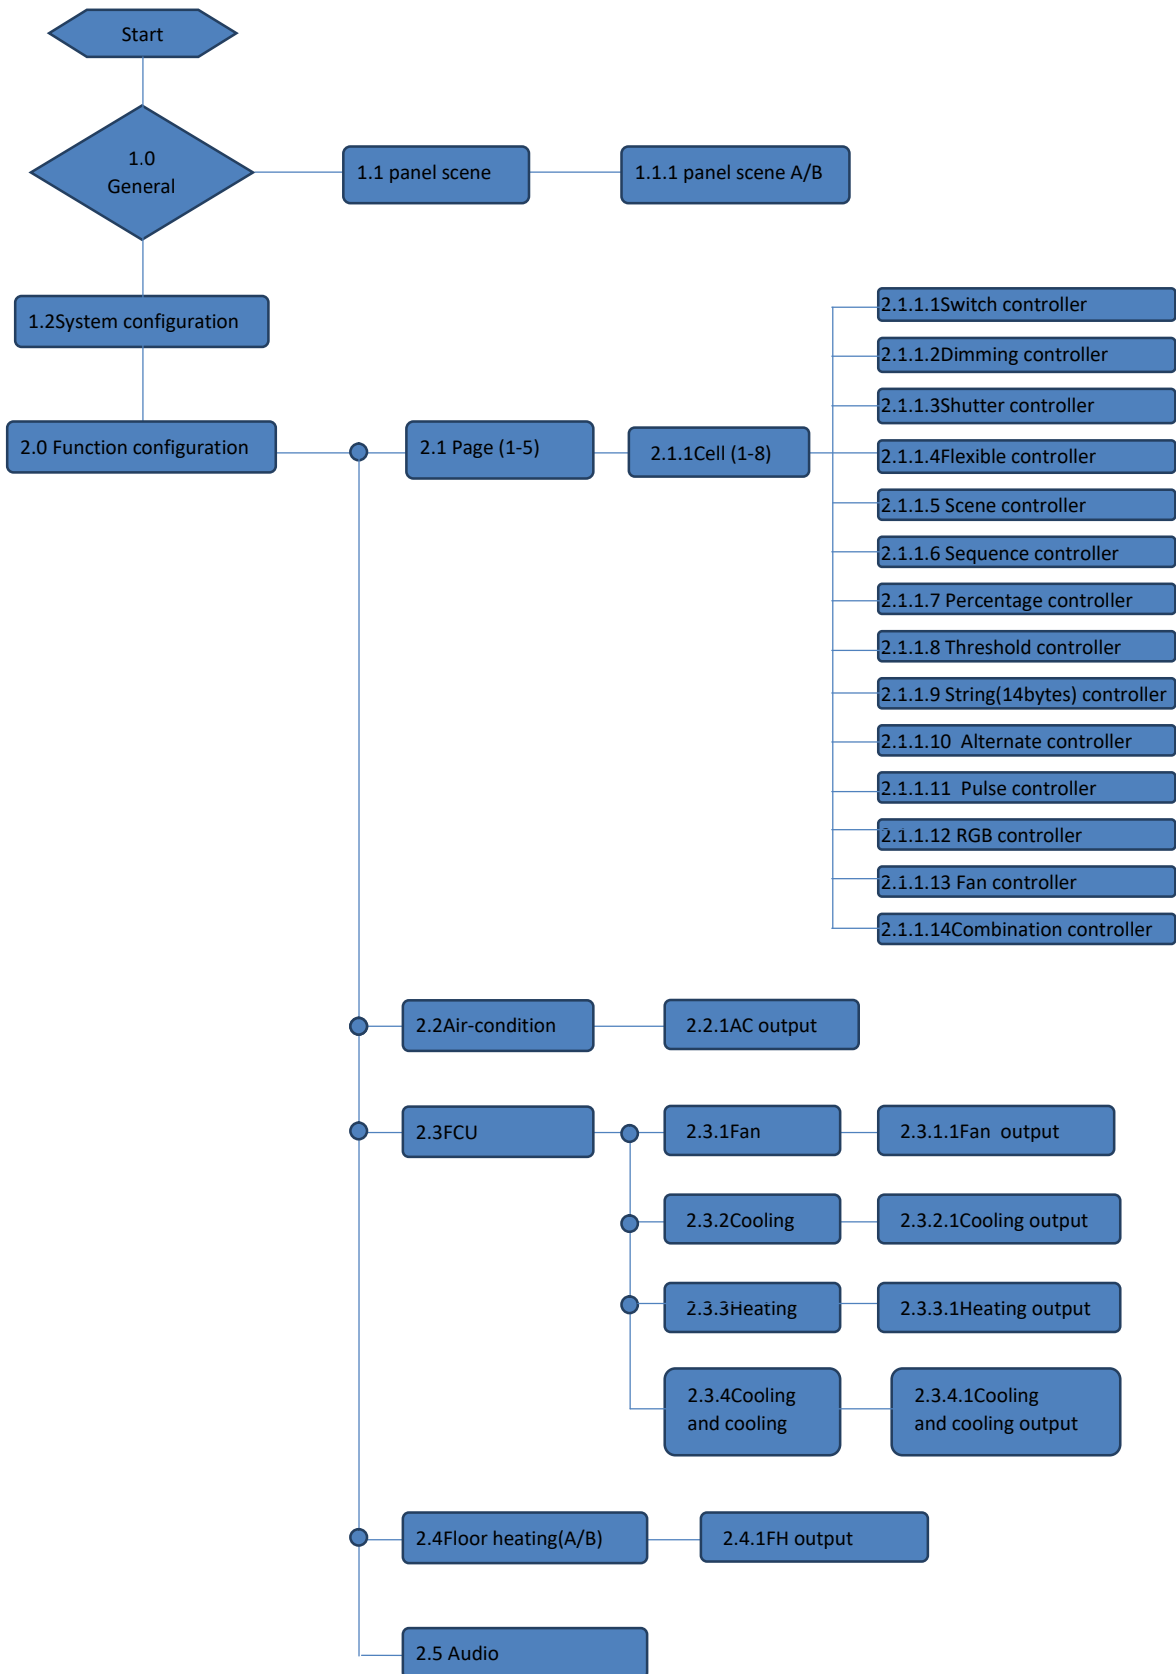 Start
1.0
General
1.1 panel scene
1.1.1 panel scene A/B
1.2System configuration
2.0 Function configuration
2.1 Page (1-5)
2.1.1Cell (1-8)
2.1.1.1Switch controller
2.1.1.2Dimming controller
2.1.1.3Shutter controller
2.1.1.4Flexible controller
2.1.1.5 Scene controller
2.1.1.6 Sequence controller
2.1.1.7 Percentage controller
2.1.1.8 Threshold controller
2.1.1.9 String(14bytes) controller
2.1.1.10  Alternate controller
2.1.1.11  Pulse controller
2.1.1.12 RGB controller
2.1.1.13 Fan controller
2.1.1.14Combination controller
2.2Air-condition
2.2.1AC output
2.3FCU
2.3.1Fan
2.3.1.1Fan  output
2.3.2Cooling
2.3.2.1Cooling output
2.3.3Heating
2.3.3.1Heating output
2.3.4Cooling
and cooling
2.3.4.1Cooling
and cooling output
2.4Floor heating(A/B)
2.4.1FH output
2.5 Audio